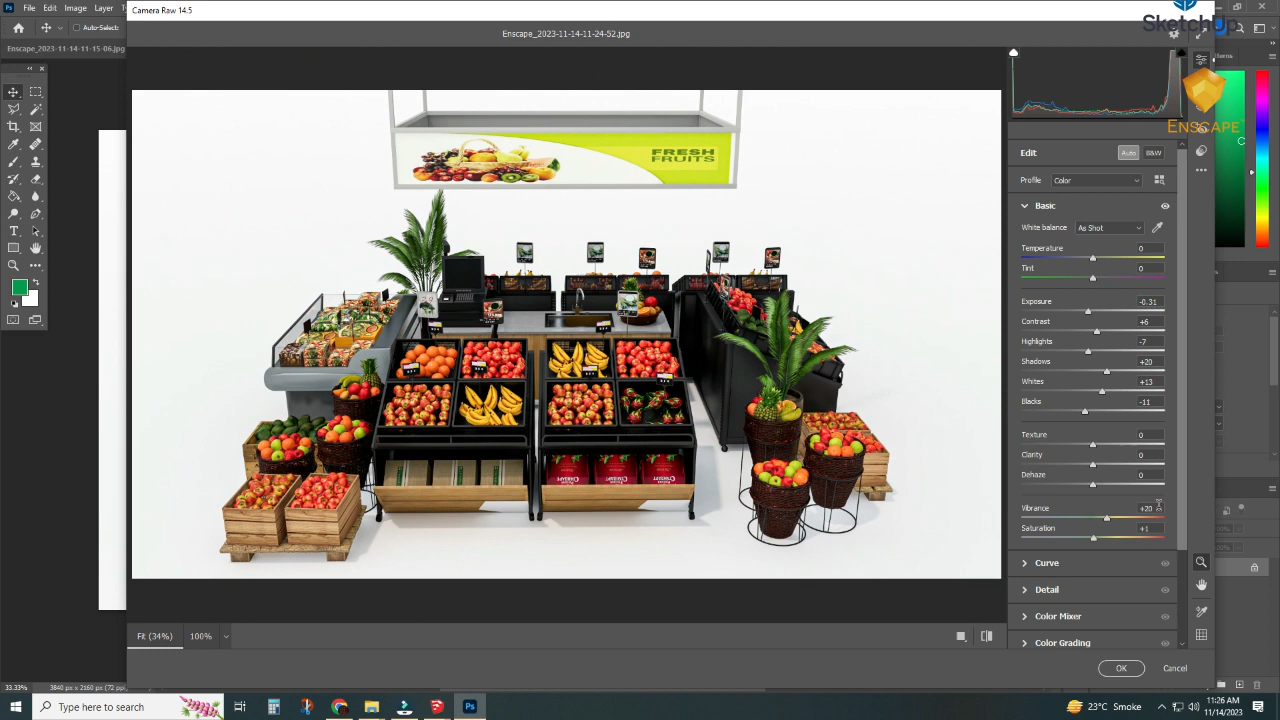 Camera Raw 14.5
SketchUp
File Edit Image Layer
Enscape_2023-11-14-11-24-52.jpg
Auto-Select:
Enscape_2023-11-14-11-15-06.jpg
ENSCAPE
FRESH
FRUITS
Edit Auto B&W
Profile Color
Basic
White balance As Shot
Temperature 0
Tint 0
Exposure -0.31
Contrast +6
Highlights -7
Shadows +20
Whites +13
Blacks -11
Texture 0
Clarity 0
Dehaze 0
Vibrance +20
Saturation +1
Curve
Detail
Color Mixer
Color Grading
Fit (34%) 100%
OK Cancel
33.33% 3840 px x 2160 px (72 ppi)
Type here to search
23°C Smoke
11:26 AM
11/14/2023